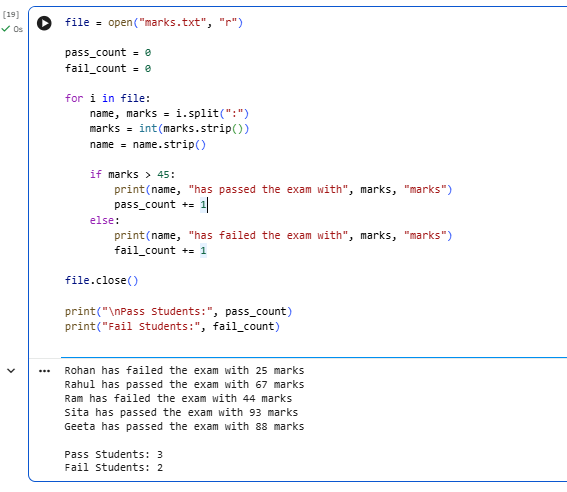 [19]
0s
file = open("marks.txt", "r")
pass_count = 0
fail_count = 0
for i in file:
    name, marks = i.split(":")
    marks = int(marks.strip())
    name = name.strip()
    if marks > 45:
        print(name, "has passed the exam with", marks, "marks")
        pass_count += 1
    else:
        print(name, "has failed the exam with", marks, "marks")
        fail_count += 1
file.close()
print("\nPass Students:", pass_count)
print("Fail Students:", fail_count)
Rohan has failed the exam with 25 marks
Rahul has passed the exam with 67 marks
Ram has failed the exam with 44 marks
Sita has passed the exam with 93 marks
Geeta has passed the exam with 88 marks
Pass Students: 3
Fail Students: 2